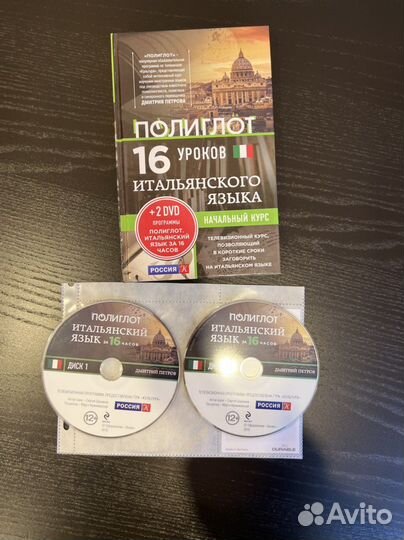 «ПОЛИГЛОТ» –
ДМИТРИЯ ПЕТРОВА
ПОЛИГЛОТ
16 УРОКОВ
ИТАЛЬЯНСКОГО
ЯЗЫКА
+ 2 DVD
ПРОГРАММЫ
ПОЛИГЛОТ.
ИТАЛЬЯНСКИЙ
ЯЗЫК ЗА 16
ЧАСОВ
НАЧАЛЬНЫЙ КУРС
ТЕЛЕВИЗИОННЫЙ КУРС,
ПОЗВОЛЯЮЩИЙ
В КОРОТКИЕ СРОКИ
ЗАГОВОРИТЬ
НА ИТАЛЬЯНСКОМ ЯЗЫКЕ
РОССИЯ К
ПОЛИГЛОТ
ИТАЛЬЯНСКИЙ
ЯЗЫК ЗА 16 ЧАСОВ
ДИСК 1
ДМИТРИЙ ПЕТРОВ
12+
РОССИЯ К
ПОЛИГЛОТ
ИТАЛЬЯНСКИЙ
ЯЗЫК ЗА 16 ЧАСОВ
ДМИТРИЙ ПЕТРОВ
12+
РОССИЯ К
DURABLE
Avito